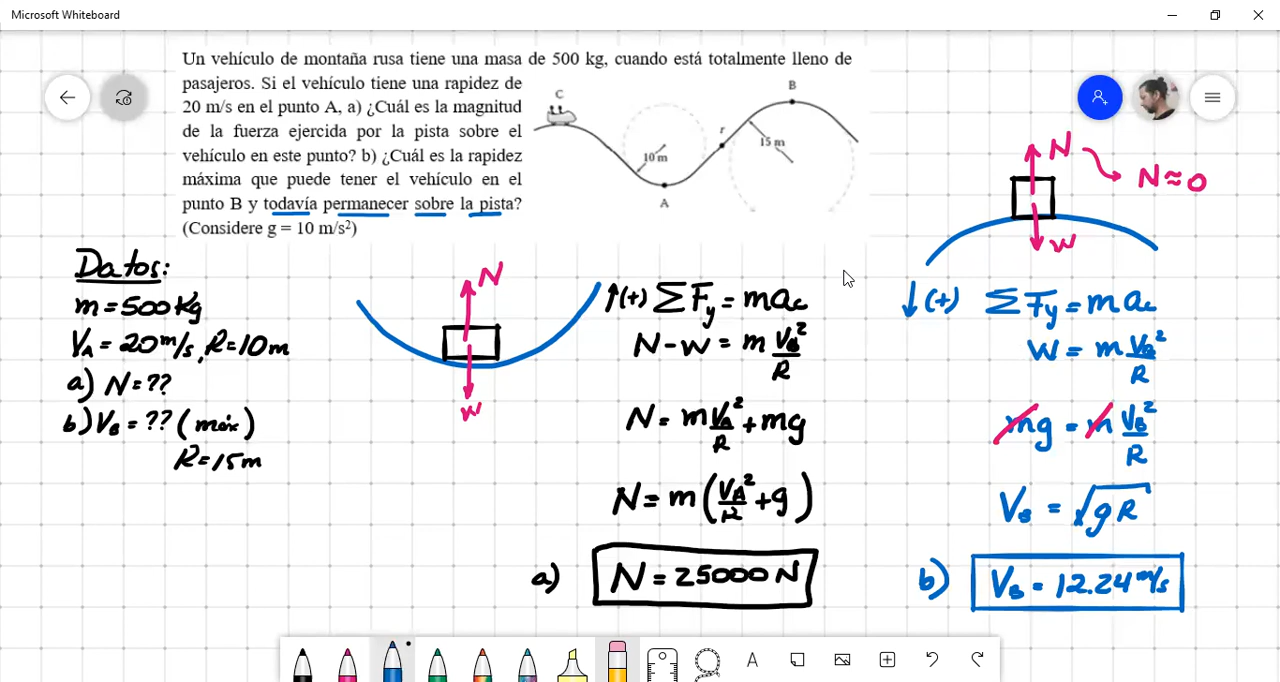 Microsoft Whiteboard
Un vehículo de montaña rusa tiene una masa de 500 kg, cuando está totalmente lleno de
pasajeros. Si el vehículo tiene una rapidez de
20 m/s en el punto A, a) ¿Cuál es la magnitud
de la fuerza ejercida por la pista sobre el
vehículo en este punto? b) ¿Cuál es la rapidez
máxima que puede tener el vehículo en el
punto B y todavía permanecer sobre la pista?
(Considere g = 10 m/s²)
C
10 m
A
r
15 m
B
N
N≈0
W
Datos:
m = 500 Kg
VA = 20 m/s, R = 10 m
a) N = ??
b) VB = ?? (máx)
R = 15 m
N
W
↑(+) ΣFy = mac
N - W = m VB²/R
N = m VA²/R + mg
N = m (VA²/R + g)
a) N = 25000 N
↓(+) ΣFy = mac
W = m VB²/R
mg = m VB²/R
VB = √gR
b) VB = 12.24 m/s
A